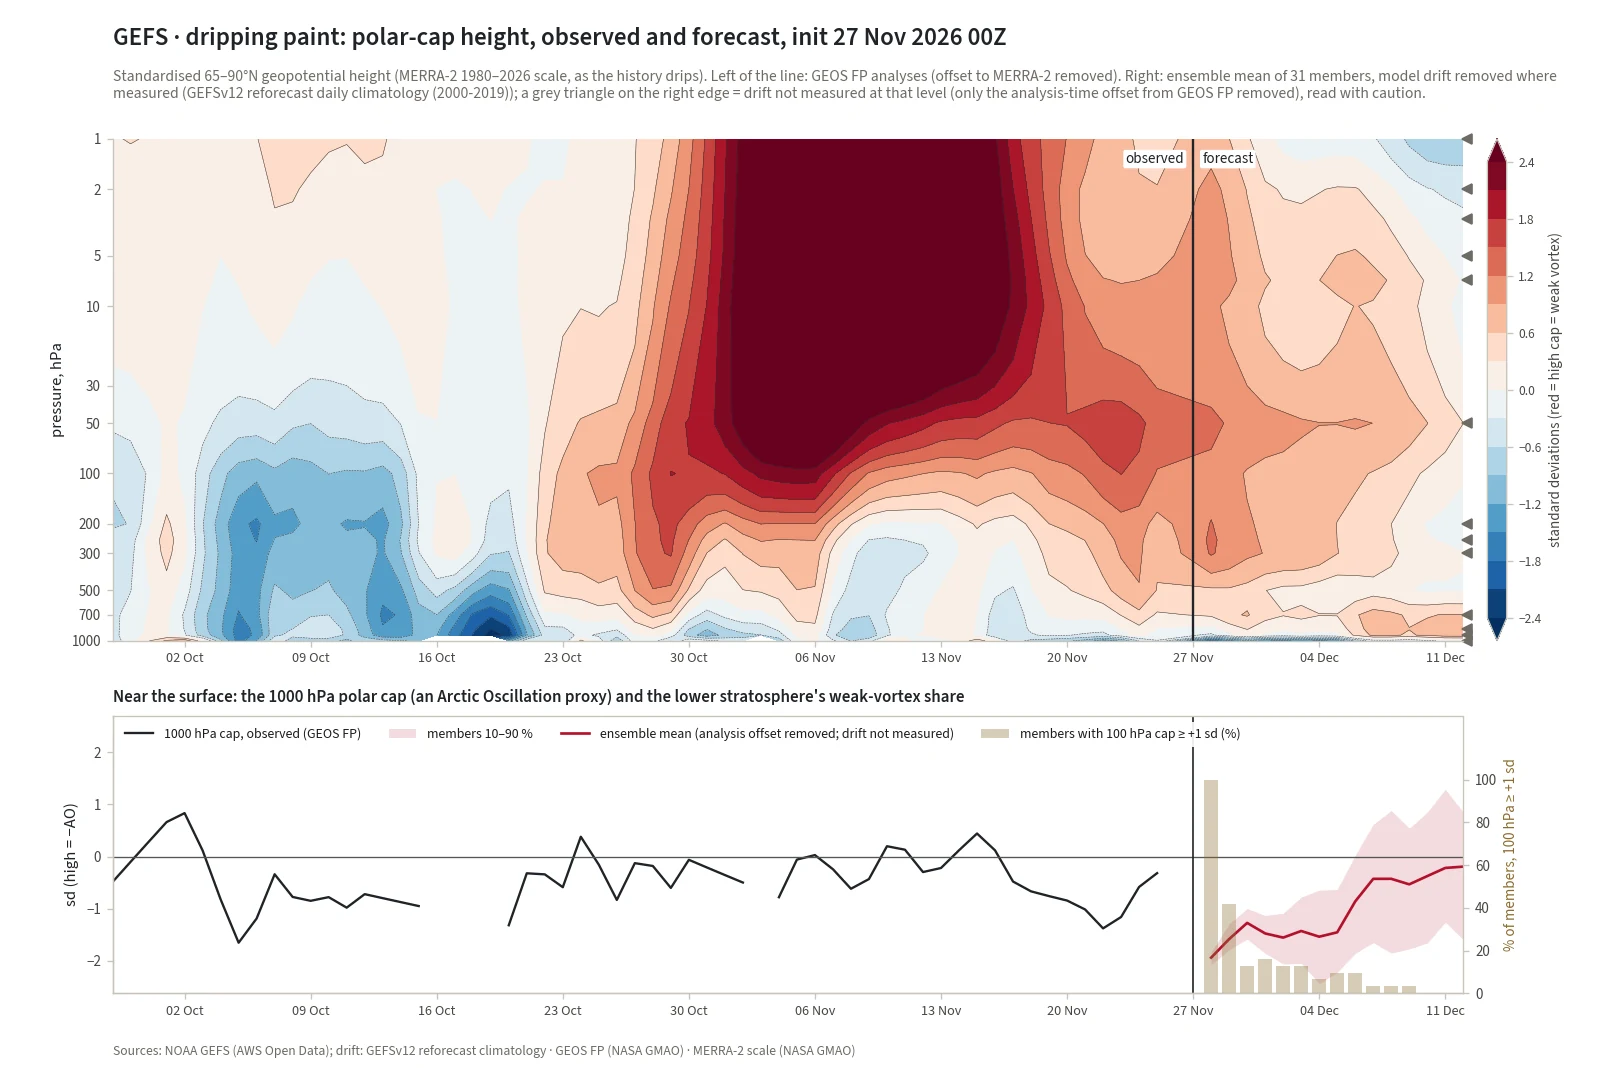 GEFS · dripping paint: polar-cap height, observed and forecast, init 27 Nov 2026 00Z
Standardised 65–90°N geopotential height (MERRA-2 1980–2026 scale, as the history drips). Left of the line: GEOS FP analyses (offset to MERRA-2 removed). Right: ensemble mean of 31 members, model drift removed where
measured (GEFSv12 reforecast daily climatology (2000-2019)); a grey triangle on the right edge = drift not measured at that level (only the analysis-time offset from GEOS FP removed), read with caution.
observed
forecast
pressure, hPa
1
2
5
10
30
50
100
200
300
500
700
1000
02 Oct
09 Oct
16 Oct
23 Oct
30 Oct
06 Nov
13 Nov
20 Nov
27 Nov
04 Dec
11 Dec
2.4
1.8
1.2
0.6
0.0
−0.6
−1.2
−1.8
−2.4
standard deviations (red = high cap = weak vortex)
Near the surface: the 1000 hPa polar cap (an Arctic Oscillation proxy) and the lower stratosphere's weak-vortex share
1000 hPa cap, observed (GEOS FP)
members 10–90 %
ensemble mean (analysis offset removed; drift not measured)
members with 100 hPa cap ≥ +1 sd (%)
sd (high = −AO)
2
1
0
−1
−2
100
80
60
40
20
0
% of members, 100 hPa ≥ +1 sd
02 Oct
09 Oct
16 Oct
23 Oct
30 Oct
06 Nov
13 Nov
20 Nov
27 Nov
04 Dec
11 Dec
Sources: NOAA GEFS (AWS Open Data); drift: GEFSv12 reforecast climatology · GEOS FP (NASA GMAO) · MERRA-2 scale (NASA GMAO)